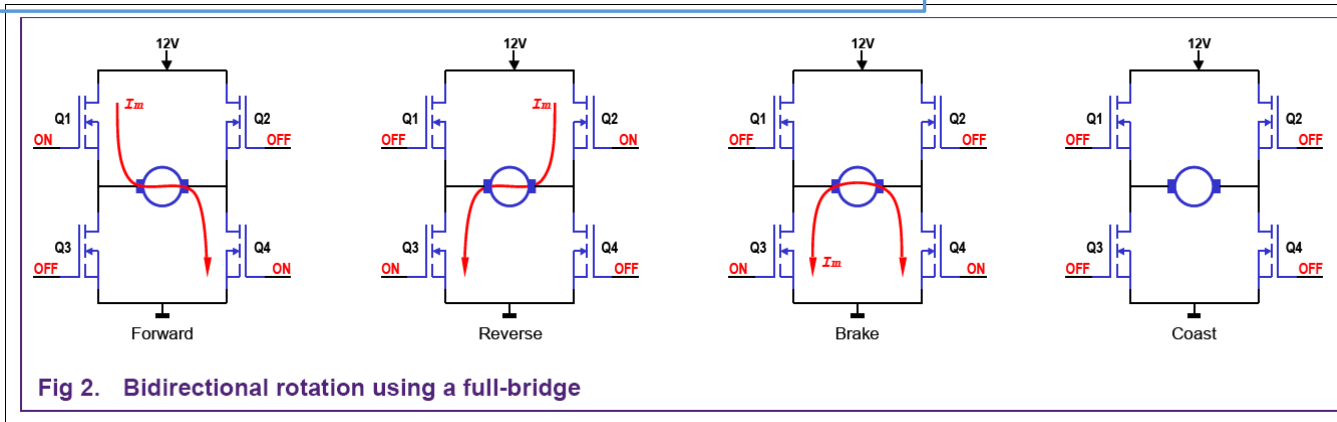 12V 12V 12V 12V
Im Im
Q1 Q2 Q1 Q2 Q1 Q2 Q1 Q2
ON OFF OFF ON OFF OFF OFF OFF
Q3 Q4 Q3 Q4 Q3 Q4 Q3 Q4
Im
OFF ON ON OFF ON ON OFF OFF
Forward Reverse Brake Coast
Fig 2. Bidirectional rotation using a full-bridge